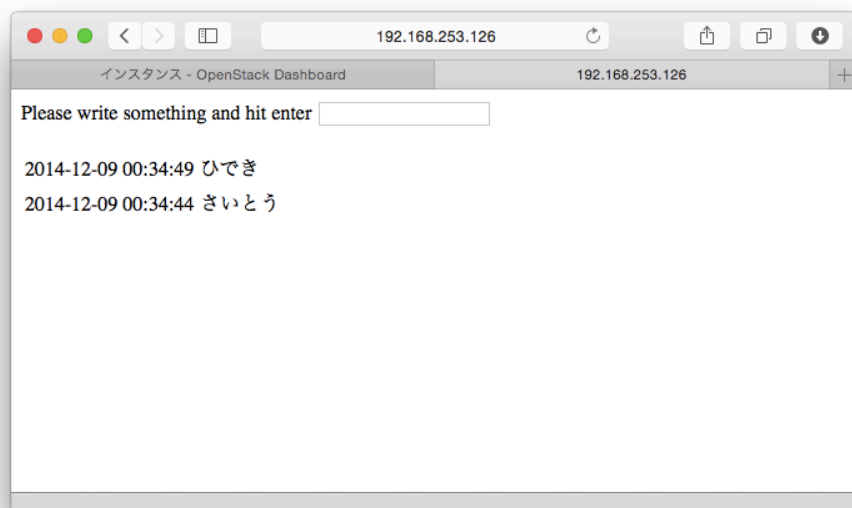 192.168.253.126
インスタンス - OpenStack Dashboard
192.168.253.126
Please write something and hit enter
2014-12-09 00:34:49 ひでき
2014-12-09 00:34:44 さいとう